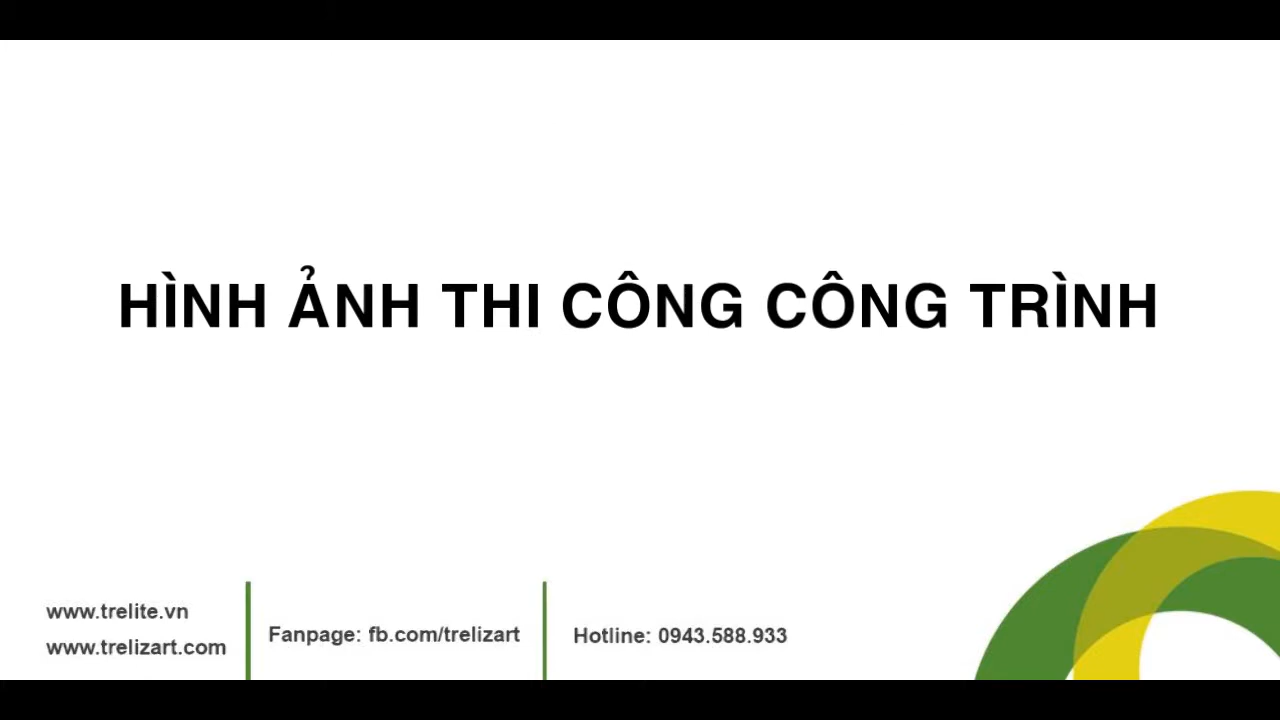 HÌNH ẢNH THI CÔNG CÔNG TRÌNH
www.trelite.vn
www.trelizart.com
Fanpage: fb.com/trelizart
Hotline: 0943.588.933